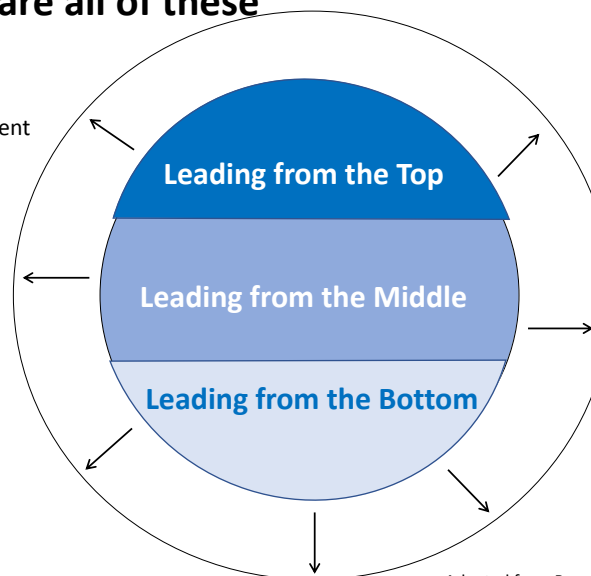 are all of these
ent
Leading from the Top
Leading from the Middle
Leading from the Bottom